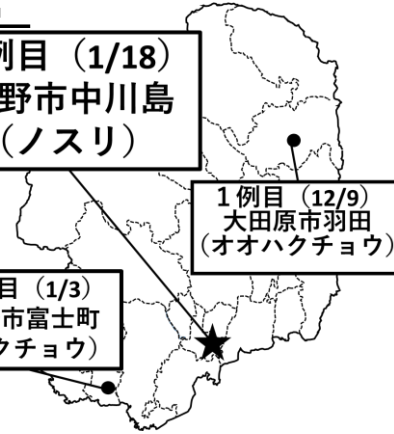 例目（1/18）
野市中川島
（ノスリ）
１例目（12/9）
大田原市羽田
（オオハクチョウ）
目（1/3）
市富士町
クチョウ）